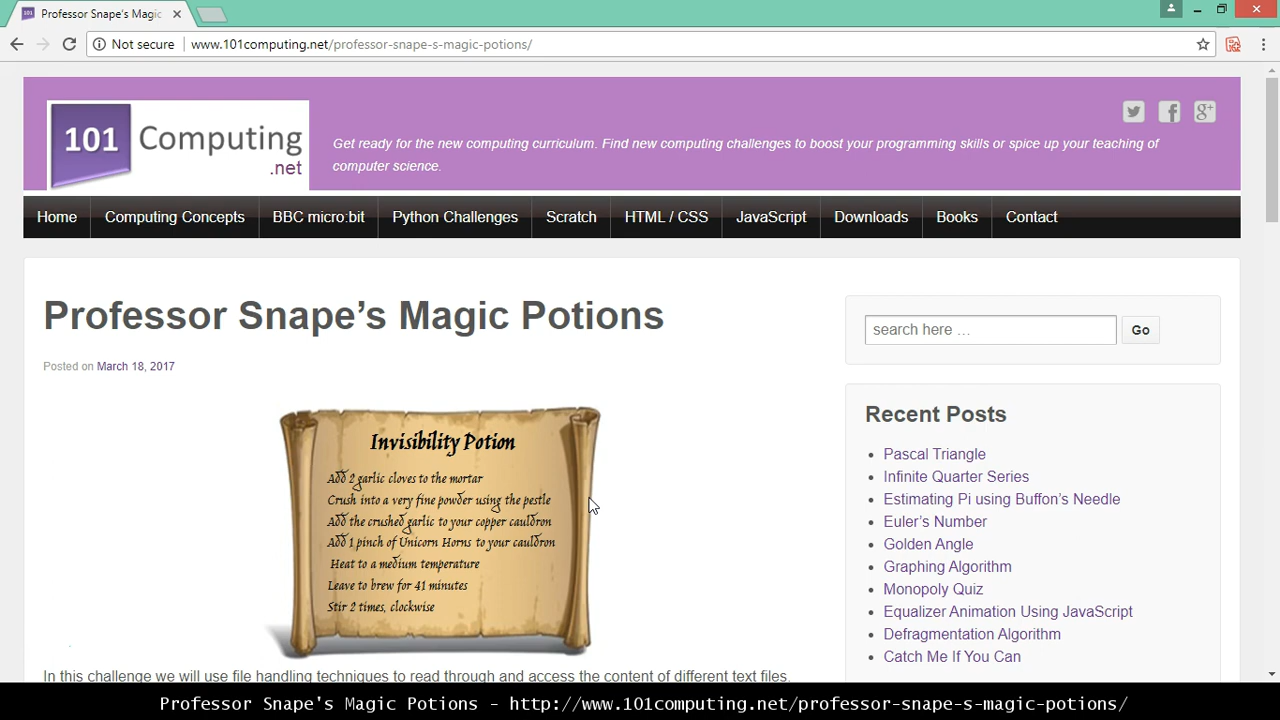 Professor Snape's Magic
Not secure
www.101computing.net/professor-snape-s-magic-potions/
101 Computing
.net
Get ready for the new computing curriculum. Find new computing challenges to boost your programming skills or spice up your teaching of
computer science.
Home
Computing Concepts
BBC micro:bit
Python Challenges
Scratch
HTML / CSS
JavaScript
Downloads
Books
Contact
Professor Snape’s Magic Potions
Posted on March 18, 2017
Invisibility Potion
Add 2 garlic cloves to the mortar
Crush into a very fine powder using the pestle
Add the crushed garlic to your copper cauldron
Add 1 pinch of Unicorn Horns to your cauldron
Heat to a medium temperature
Leave to brew for 41 minutes
Stir 2 times, clockwise
In this challenge we will use file handling techniques to read through and access the content of different text files.
search here …
Go
Recent Posts
Pascal Triangle
Infinite Quarter Series
Estimating Pi using Buffon’s Needle
Euler’s Number
Golden Angle
Graphing Algorithm
Monopoly Quiz
Equalizer Animation Using JavaScript
Defragmentation Algorithm
Catch Me If You Can
Professor Snape's Magic Potions - http://www.101computing.net/professor-snape-s-magic-potions/